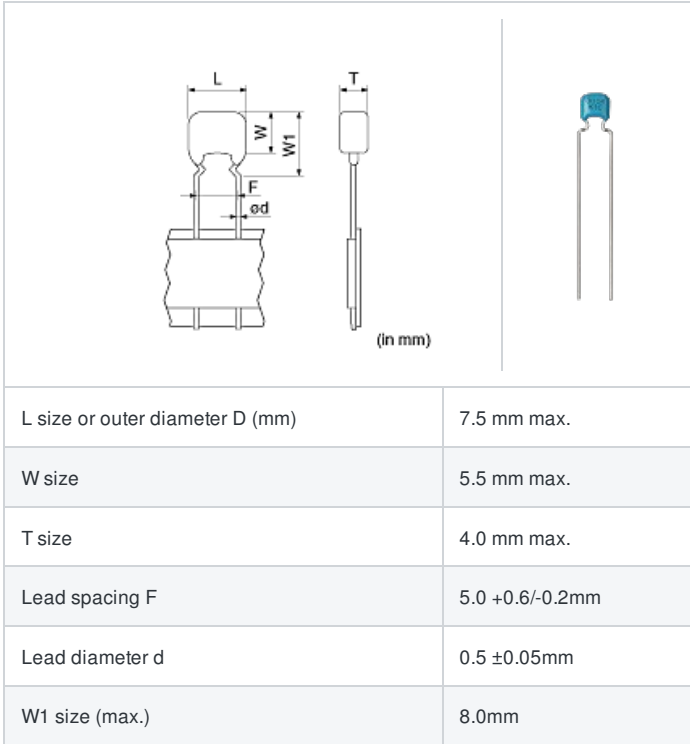 L
T
W
W1
F
ød
(in mm)
L size or outer diameter D (mm) 7.5 mm max.
W size 5.5 mm max.
T size 4.0 mm max.
Lead spacing F 5.0 +0.6/-0.2mm
Lead diameter d 0.5 ±0.05mm
W1 size (max.) 8.0mm